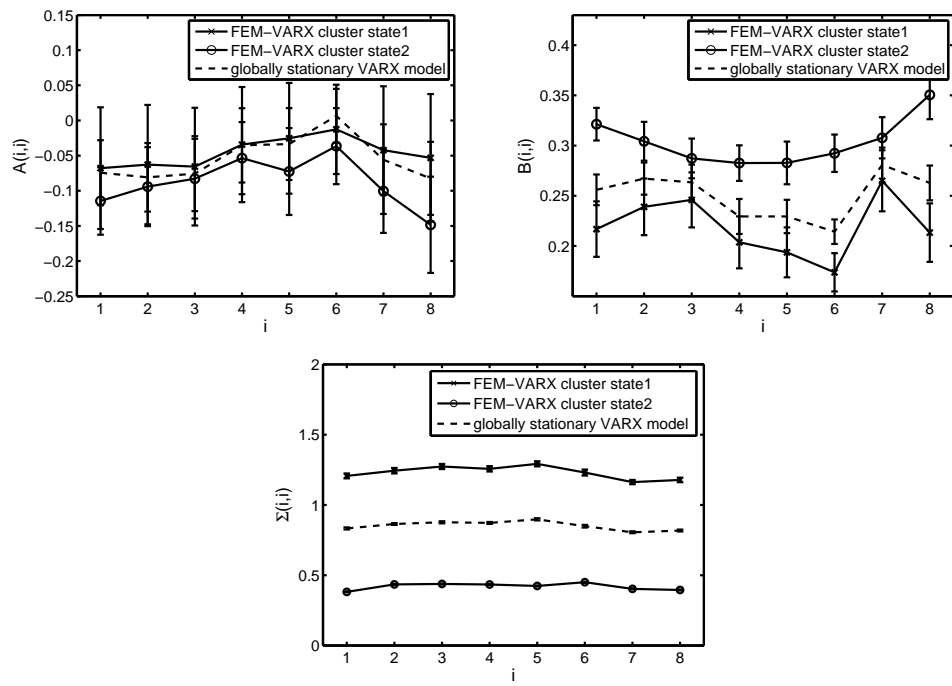 0.15
0.1
0.05
0
−0.05
−0.1
−0.15
−0.2
−0.25
A(i,i)
1 2 3 4 5 6 7 8
i
FEM−VARX cluster state1
FEM−VARX cluster state2
globally stationary VARX model
0.4
0.35
0.3
0.25
0.2
B(i,i)
1 2 3 4 5 6 7 8
i
FEM−VARX cluster state1
FEM−VARX cluster state2
globally stationary VARX model
2
1.5
1
0.5
0
Σ(i,i)
1 2 3 4 5 6 7 8
i
FEM−VARX cluster state1
FEM−VARX cluster state2
globally stationary VARX model